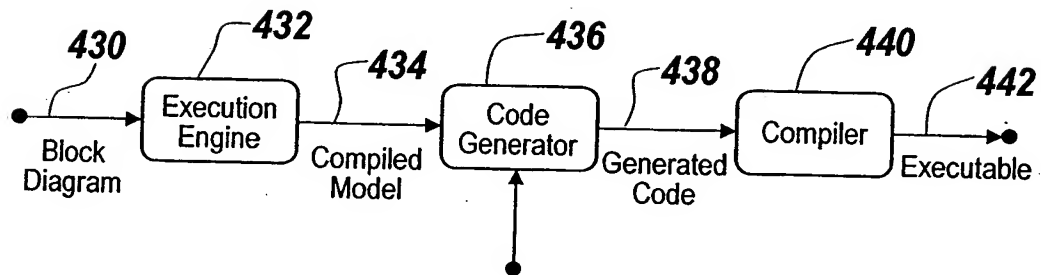 430
432
434
436
438
440
442
Block
Diagram
Execution
Engine
Compiled
Model
Code
Generator
Generated
Code
Compiler
Executable